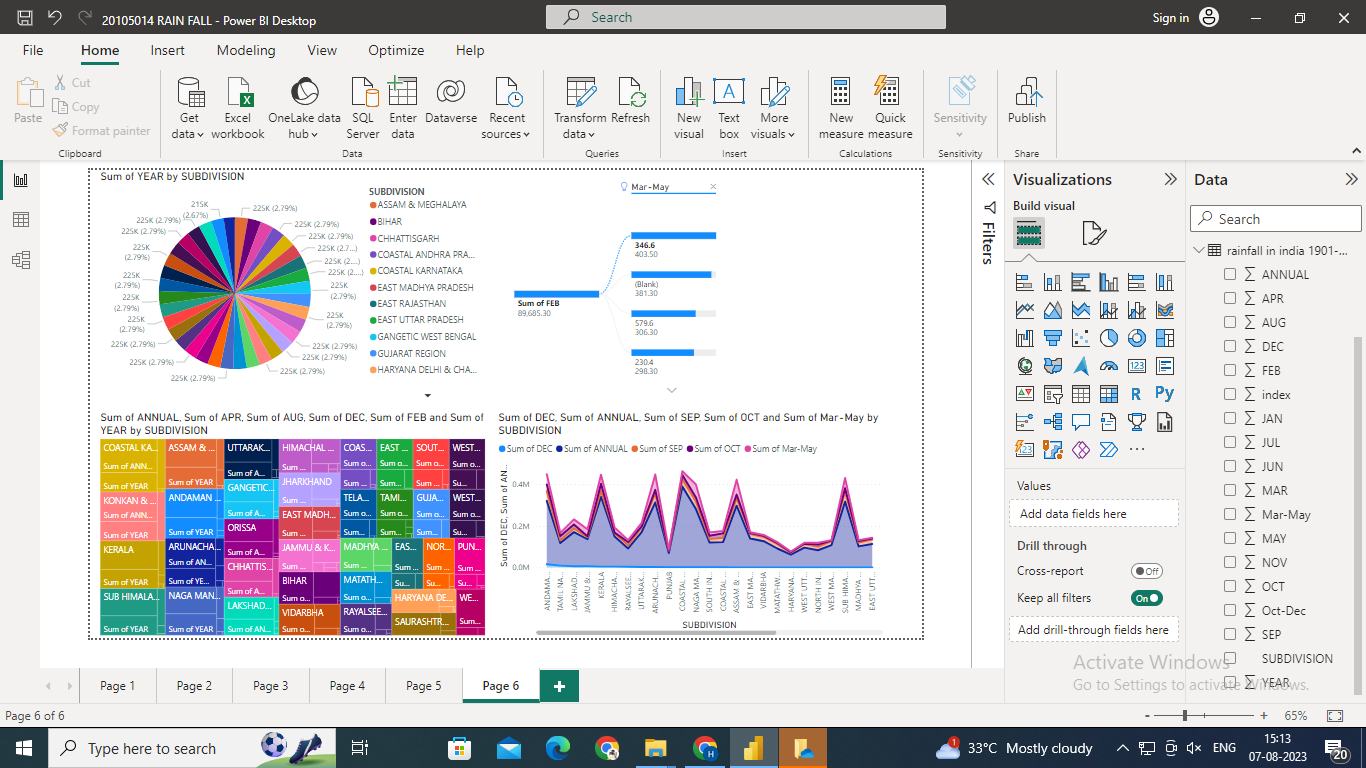 20105014 RAIN FALL - Power BI Desktop
Search
Sign in
File Home Insert Modeling View Optimize Help
Paste
Cut
Copy
Format painter
Clipboard
Get data
Excel workbook
OneLake data hub
SQL Server
Enter data
Dataverse
Recent sources
Data
Transform data
Refresh
Queries
New visual
Text box
More visuals
Insert
New measure
Quick measure
Calculations
Sensitivity
Sensitivity
Publish
Share
Sum of YEAR by SUBDIVISION
215K
(2.67%)
225K (2.79%)
225K (2.79%)
225K (2.79%)
225K (2.79%)
225K (2.7...)
225K (2....)
225K (2....)
225K
(2.79%)
225K
(2.79%)
225K (2.79%)
225K (2.79%)
225K (2.79%)
225K (2.79%)
225K (2.79%)
225K (2.79%)
225K (2.79%)
225K
(2.79%)
225K
(2.79%)
225K
(2.79%)
225K (2.79%)
225K
(2.79%)
225K (2.79%)
225K (2.79%)
SUBDIVISION
ASSAM & MEGHALAYA
BIHAR
CHHATTISGARH
COASTAL ANDHRA PRA...
COASTAL KARNATAKA
EAST MADHYA PRADESH
EAST RAJASTHAN
EAST UTTAR PRADESH
GANGETIC WEST BENGAL
GUJARAT REGION
HARYANA DELHI & CHA...
Mar-May
Sum of FEB
89,685.30
346.6
403.50
(Blank)
381.30
579.6
306.30
230.4
298.30
Sum of ANNUAL, Sum of APR, Sum of AUG, Sum of DEC, Sum of FEB and Sum of
YEAR by SUBDIVISION
COASTAL KA...
Sum of ANN...
Sum of YEAR
KONKAN & ...
Sum of ANN...
Sum of YEAR
KERALA
Sum of YEAR
SUB HIMALA...
Sum of YEAR
ASSAM & ...
Sum of YEAR
ANDAMAN ...
Sum of YEAR
ARUNACHA...
Sum of AN...
Sum of YE...
NAGA MAN...
Sum of YEAR
UTTARAK...
Sum of A...
GANGETIC...
Sum of A...
ORISSA
Sum of A...
CHHATTIS...
Sum of A...
LAKSHAD...
Sum of AN...
HIMACHAL ...
Sum ...
JHARKHAND
Sum ...
EAST MADH...
Sum ...
JAMMU & K...
Sum ...
BIHAR
VIDARBHA
Sum o...
COAS...
Sum o...
TELA...
Sum o...
MADHYA ...
Sum o...
MATATH...
Sum o...
RAYALSEE...
Sum o...
EAST ...
Sum o...
TAMI...
Sum o...
EAS...
Su...
HARYANA DE...
SAURASHTR...
SOUT...
Sum o...
GUJA...
Sum o...
NOR...
Sum ...
WEST...
Sum o...
WEST...
Su...
PUN...
Sum ...
WE...
Sum...
Sum of DEC, Sum of ANNUAL, Sum of SEP, Sum of OCT and Sum of Mar-May by
SUBDIVISION
Sum of DEC Sum of ANNUAL Sum of SEP Sum of OCT Sum of Mar-May
Sum of DEC, Sum of AN...
0.4M
0.2M
0.0M
ANDAMA...
TAMIL NA...
LAKSHAD...
JAMMU &...
KERALA
HIMACHA...
RAYALSEE...
UTTARAK...
ARUNACH...
PUNJAB
COASTAL...
NAGA MA...
SOUTH IN...
COASTAL...
ASSAM &...
EAST MA...
VIDARBHA
MATATHW...
HARYANA...
WEST UTT...
NORTH IN...
WEST MA...
SUB HIMA...
MADHYA...
EAST UTT...
SUBDIVISION
Filters
Visualizations
Build visual
123
R
Py
123
...
Values
Add data fields here
Drill through
Cross-report
Off
Keep all filters
On
Add drill-through fields here
Data
Search
rainfall in india 1901-...
ANNUAL
APR
AUG
DEC
FEB
index
JAN
JUL
JUN
MAR
Mar-May
MAY
NOV
OCT
Oct-Dec
SEP
SUBDIVISION
YEAR
Activate Windows
Go to Settings to activate Windows.
Page 1 Page 2 Page 3 Page 4 Page 5 Page 6
Page 6 of 6
65%
Type here to search
1
33°C Mostly cloudy
ENG
15:13
07-08-2023
20